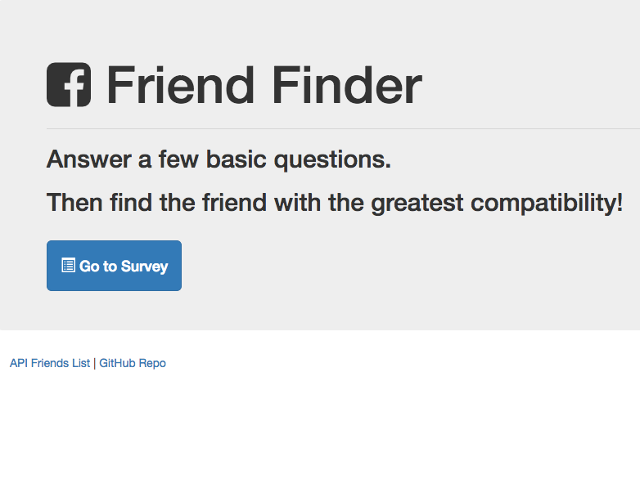 Friend Finder
Answer a few basic questions.
Then find the friend with the greatest compatibility!
Go to Survey
API Friends List | GitHub Repo